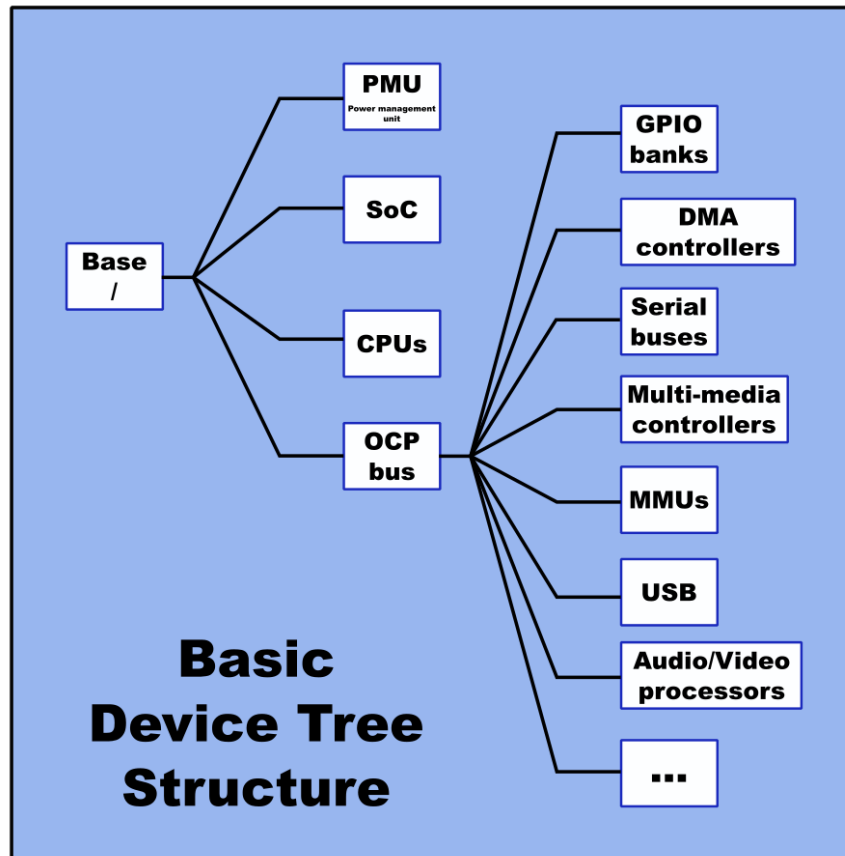 Base
/
PMU
Power management
unit
SoC
CPUs
OCP
bus
GPIO
banks
DMA
controllers
Serial
buses
Multi-media
controllers
MMUs
USB
Audio/Video
processors
...
Basic
Device Tree
Structure